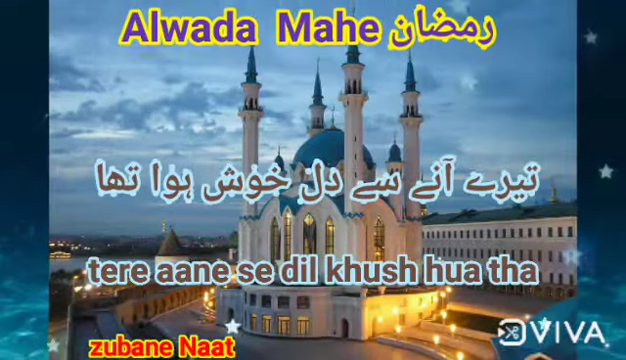 Alwada Mahe رمضان
تیرے آنے سے دل خوش ہوا تھا
tere aane se dil khush hua tha
VIVA
zubane Naat